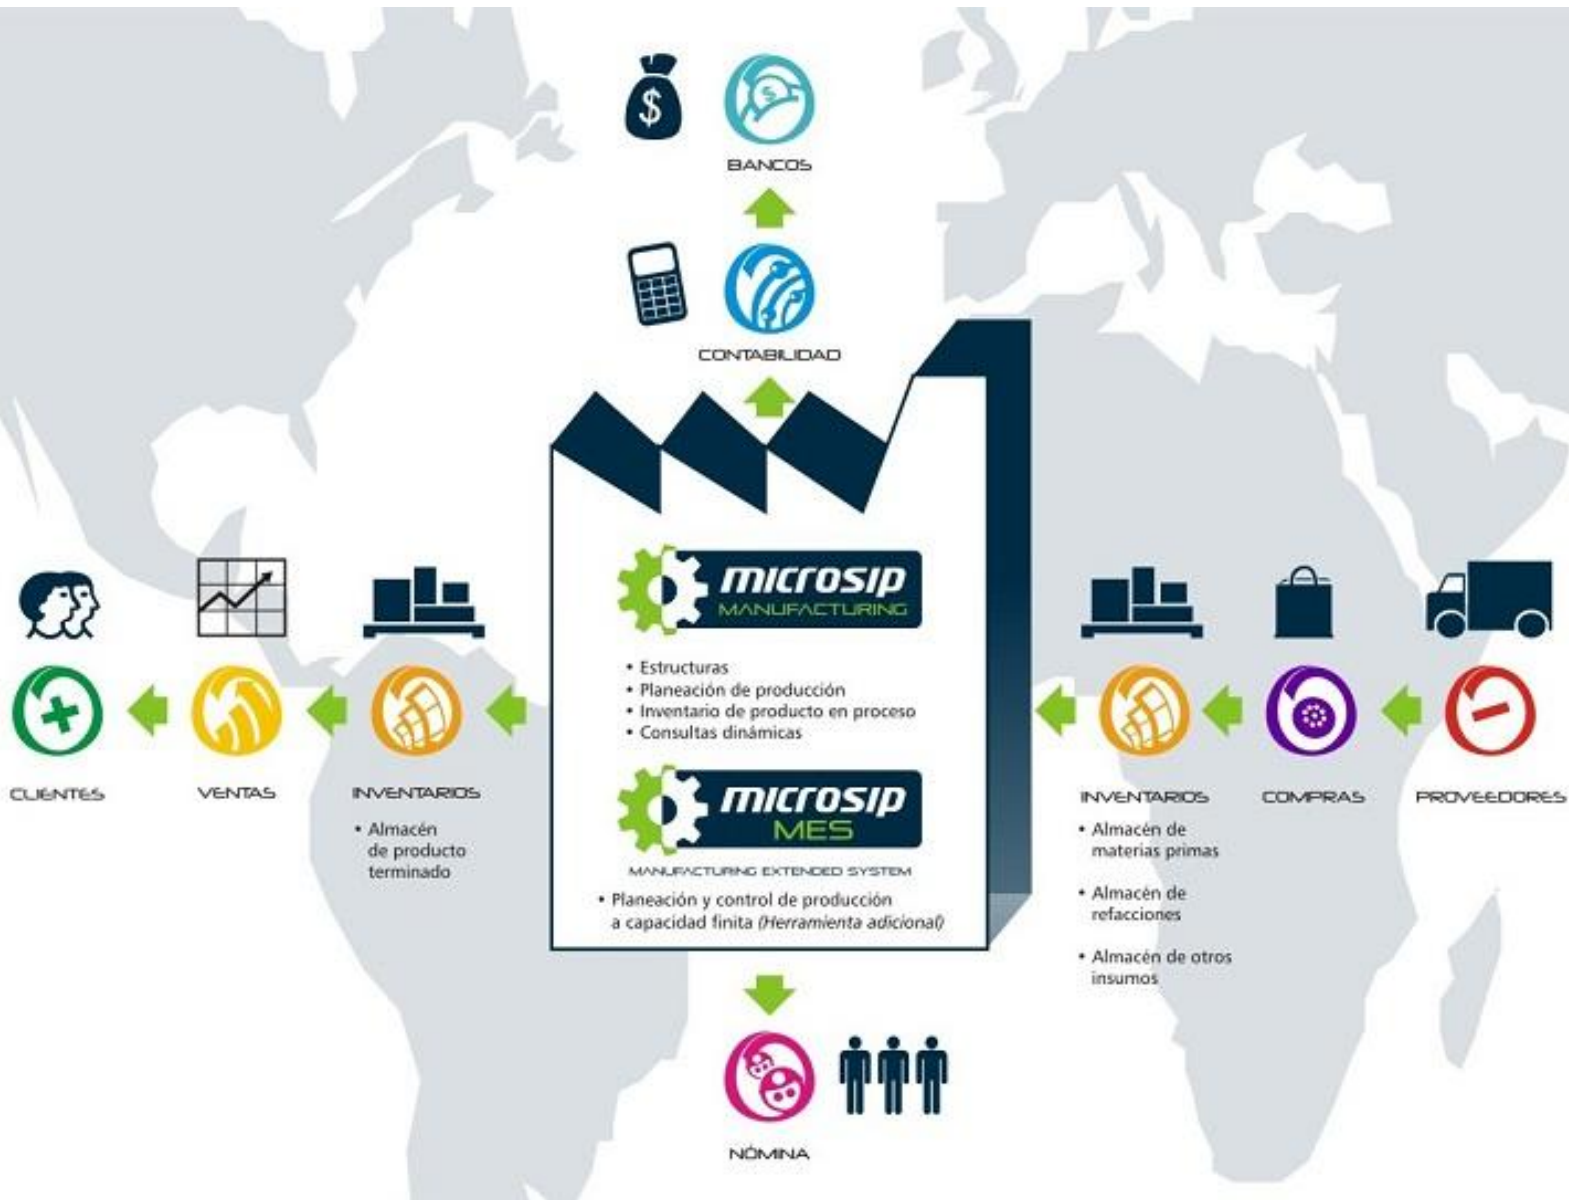 $
$
BANCOS
CONTABILIDAD
microsip
MANUFACTURING
• Estructuras
• Planeación de producción
• Inventario de producto en proceso
• Consultas dinámicas
microsip
MES
MANUFACTURING EXTENDED SYSTEM
• Planeación y control de producción
a capacidad finita (Herramienta adicional)
CLIENTES
VENTAS
INVENTARIOS
• Almacén
de producto
terminado
INVENTARIOS
• Almacén de
materias primas
• Almacén de
refacciones
• Almacén de otros
insumos
COMPRAS
PROVEEDORES
NÓMINA